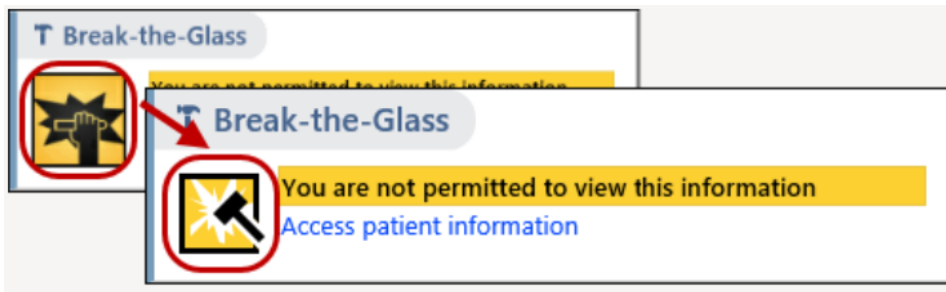 Break-the-Glass
You are not permitted to view this information
Break-the-Glass
You are not permitted to view this information
Access patient information